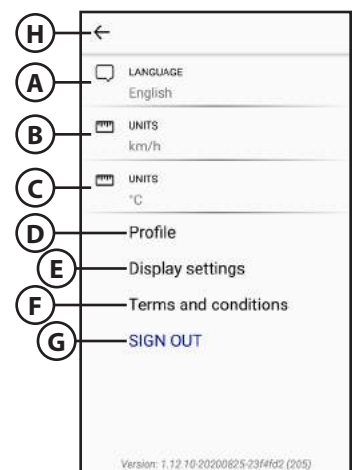 H ←
A LANGUAGE
English
B UNITS
km/h
C UNITS
°C
D Profile
E Display settings
F Terms and conditions
G SIGN OUT
Version: 1.12.10-20200825-23f4fd2 (205)